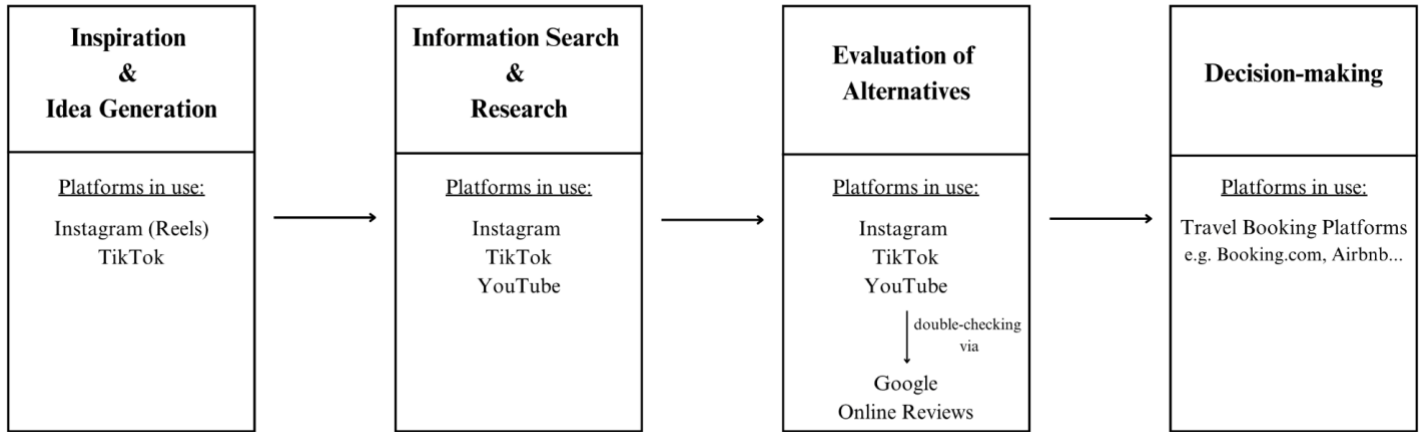 Inspiration
&
Idea Generation
Platforms in use:
Instagram (Reels)
TikTok
Information Search
&
Research
Platforms in use:
Instagram
TikTok
YouTube
Evaluation of
Alternatives
Platforms in use:
Instagram
TikTok
YouTube
double-checking
via
Google
Online Reviews
Decision-making
Platforms in use:
Travel Booking Platforms
e.g. Booking.com, Airbnb...